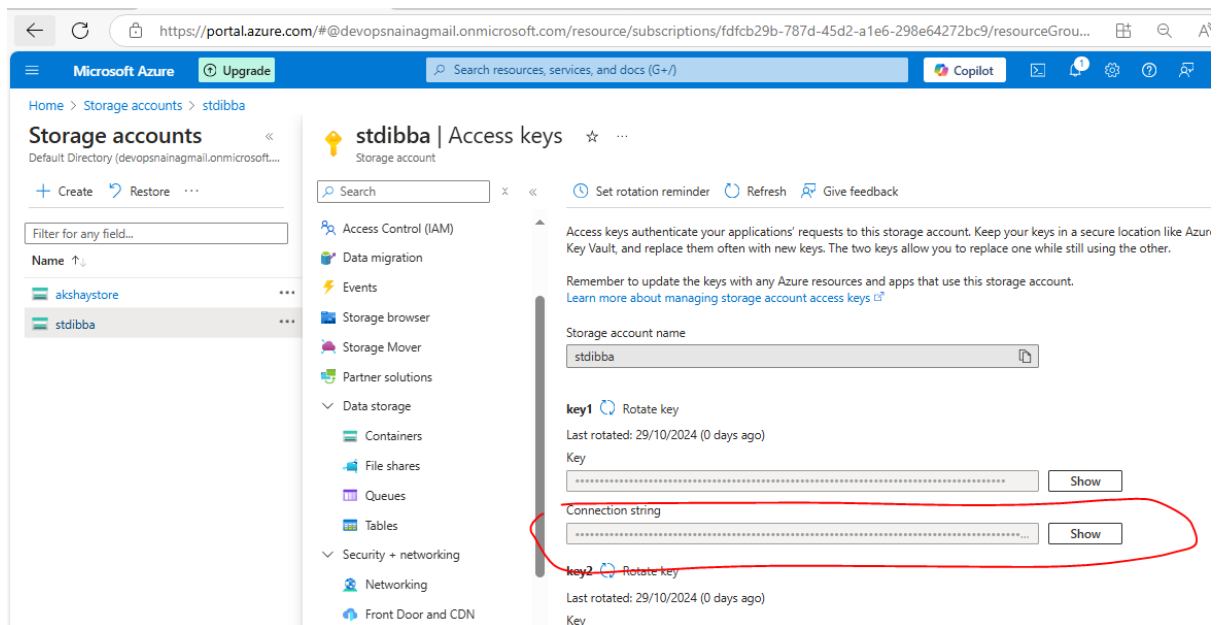 https://portal.azure.com/#@devopsnainagmail.onmicrosoft.com/resource/subscriptions/fdfcb29b-787d-45d2-a1e6-298e64272bc9/resourceGrou...
Microsoft Azure
Upgrade
Search resources, services, and docs (G+/)
Copilot
1
Home > Storage accounts > stdibba
Storage accounts
Default Directory (devopsnainagmail.onmicrosoft....
Create
Restore
Filter for any field...
Name
akshaystore
stdibba
stdibba | Access keys
Storage account
Search
Access Control (IAM)
Data migration
Events
Storage browser
Storage Mover
Partner solutions
Data storage
Containers
File shares
Queues
Tables
Security + networking
Networking
Front Door and CDN
Set rotation reminder
Refresh
Give feedback
Access keys authenticate your applications' requests to this storage account. Keep your keys in a secure location like Azure
Key Vault, and replace them often with new keys. The two keys allow you to replace one while still using the other.
Remember to update the keys with any Azure resources and apps that use this storage account.
Learn more about managing storage account access keys
Storage account name
stdibba
key1
Rotate key
Last rotated: 29/10/2024 (0 days ago)
Key
Show
Connection string
Show
key2
Rotate key
Last rotated: 29/10/2024 (0 days ago)
Key